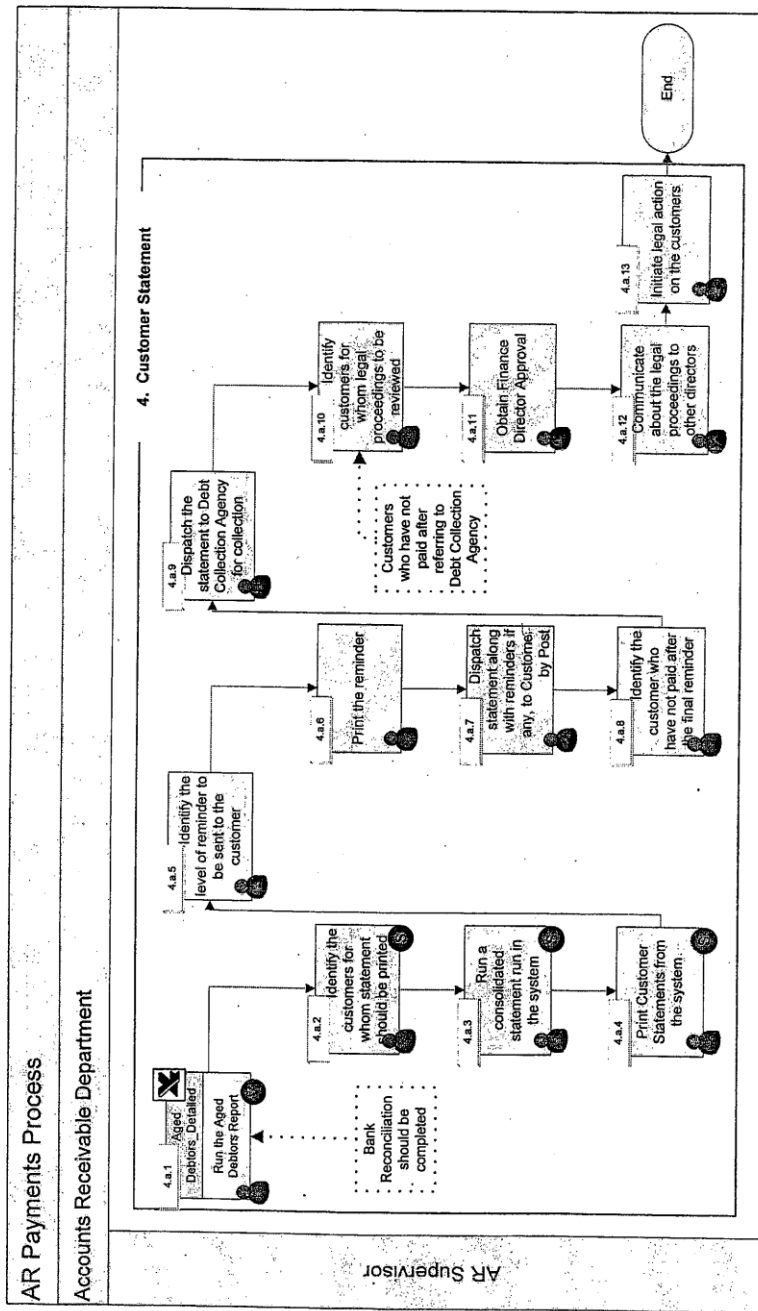 AR Payments Process
Accounts Receivable Department
AR Supervisor
4. Customer Statement
4.a.1
Aged
Debtors_Detailed
Run the Aged
Debtors Report
Bank
Reconciliation
should be
completed
4.a.2
Identify the
customers for
whom statement
should be printed
4.a.3
Run a
consolidated
statement run in
the system
4.a.4
Print Customer
Statements from
the system
4.a.5
Identify the
level of reminder to
be sent to the
customer
4.a.6
Print the reminder
4.a.7
Dispatch
statement along
with reminders if
any, to Customer
by Post
4.a.8
Identify the
customer who
have not paid after
the final reminder
4.a.9
Dispatch the
statement to Debt
Collection Agency
for collection
4.a.10
Identify
customers for
whom legal
proceedings to be
reviewed
Customers
who have not
paid after
referring to
Debt Collection
Agency
4.a.11
Obtain Finance
Director Approval
4.a.12
Communicate
about the legal
proceedings to
other directors
4.a.13
Initiate legal action
on the customers
End